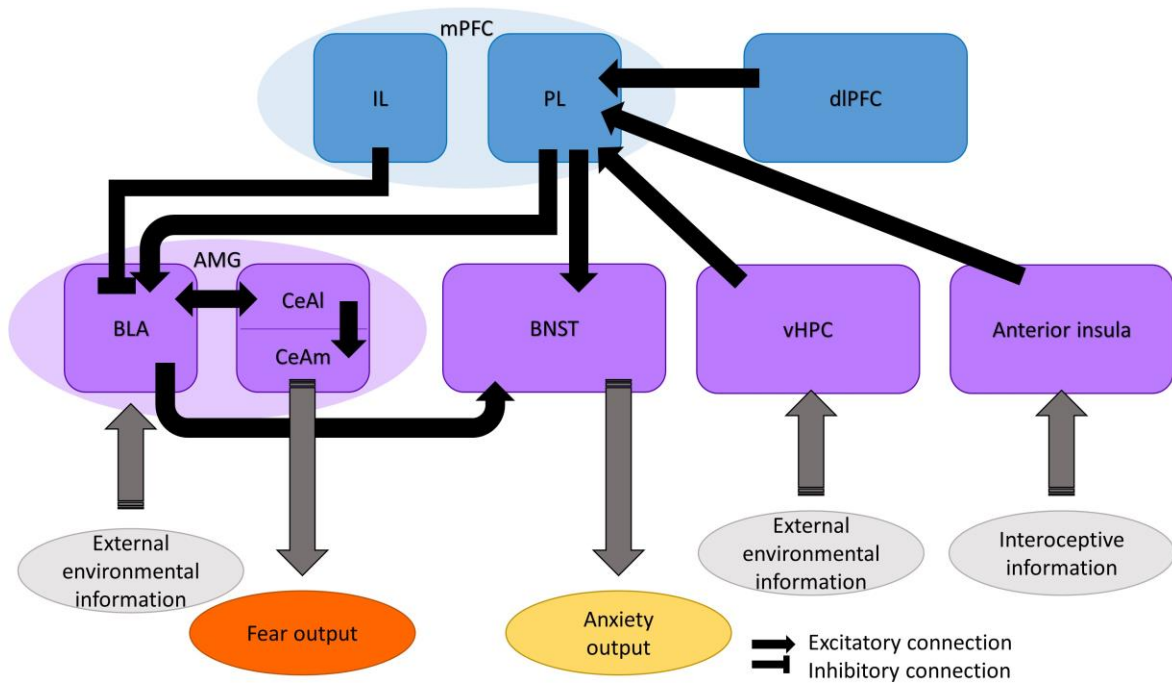 mPFC
IL
PL
dlPFC
AMG
BLA
CeAl
CeAm
BNST
vHPC
Anterior insula
External
environmental
information
External
environmental
information
Interoceptive
information
Fear output
Anxiety
output
Excitatory connection
Inhibitory connection